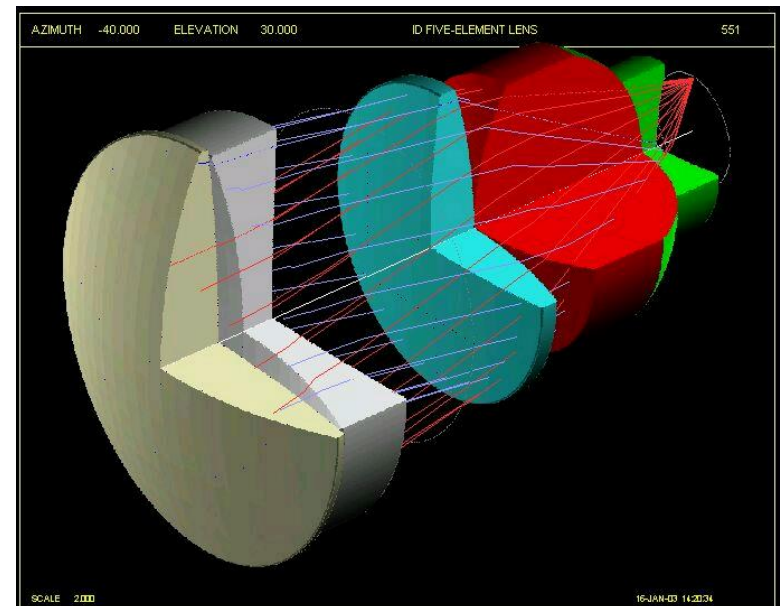 AZIMUTH -40.000 ELEVATION 30.000 ID FIVE-ELEMENT LENS 551
SCALE 2.000 16-JAN-03 14:20:34